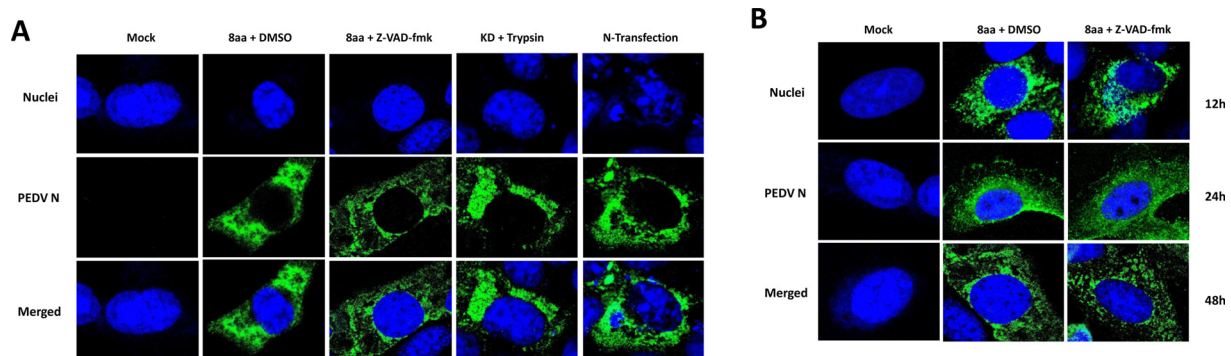 A
Mock 8aa + DMSO 8aa + Z-VAD-fmk KD + Trypsin N-Transfection
Nuclei
PEDV N
Merged
B
Mock 8aa + DMSO 8aa + Z-VAD-fmk
Nuclei 12h
PEDV N 24h
Merged 48h